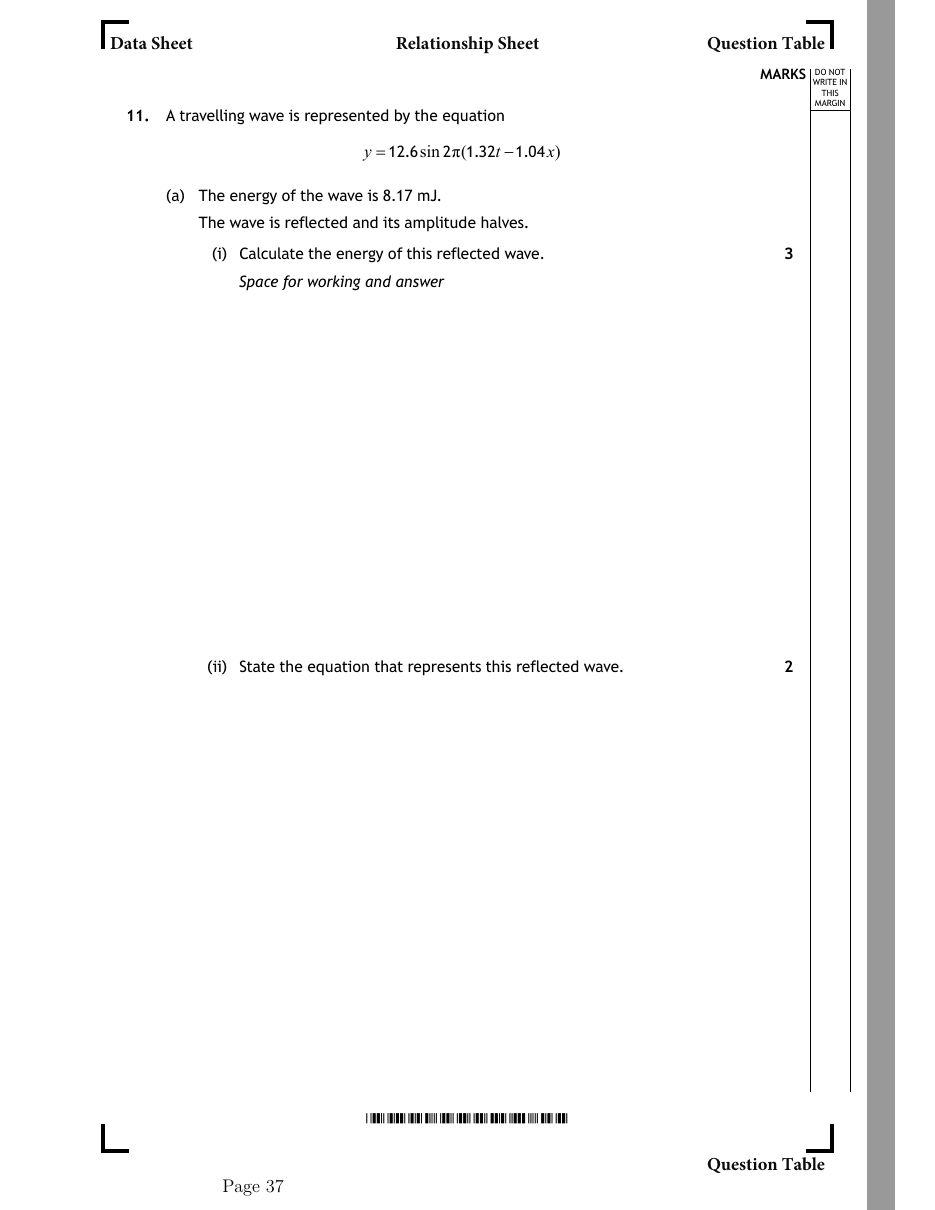 Data Sheet Relationship Sheet Question Table
MARKS
DO NOT
WRITE IN
THIS
MARGIN
11. A travelling wave is represented by the equation
y = 12.6 sin 2π(1.32t − 1.04x)
(a) The energy of the wave is 8.17 mJ.
The wave is reflected and its amplitude halves.
(i) Calculate the energy of this reflected wave. 3
Space for working and answer
(ii) State the equation that represents this reflected wave. 2
Question Table
Page 37